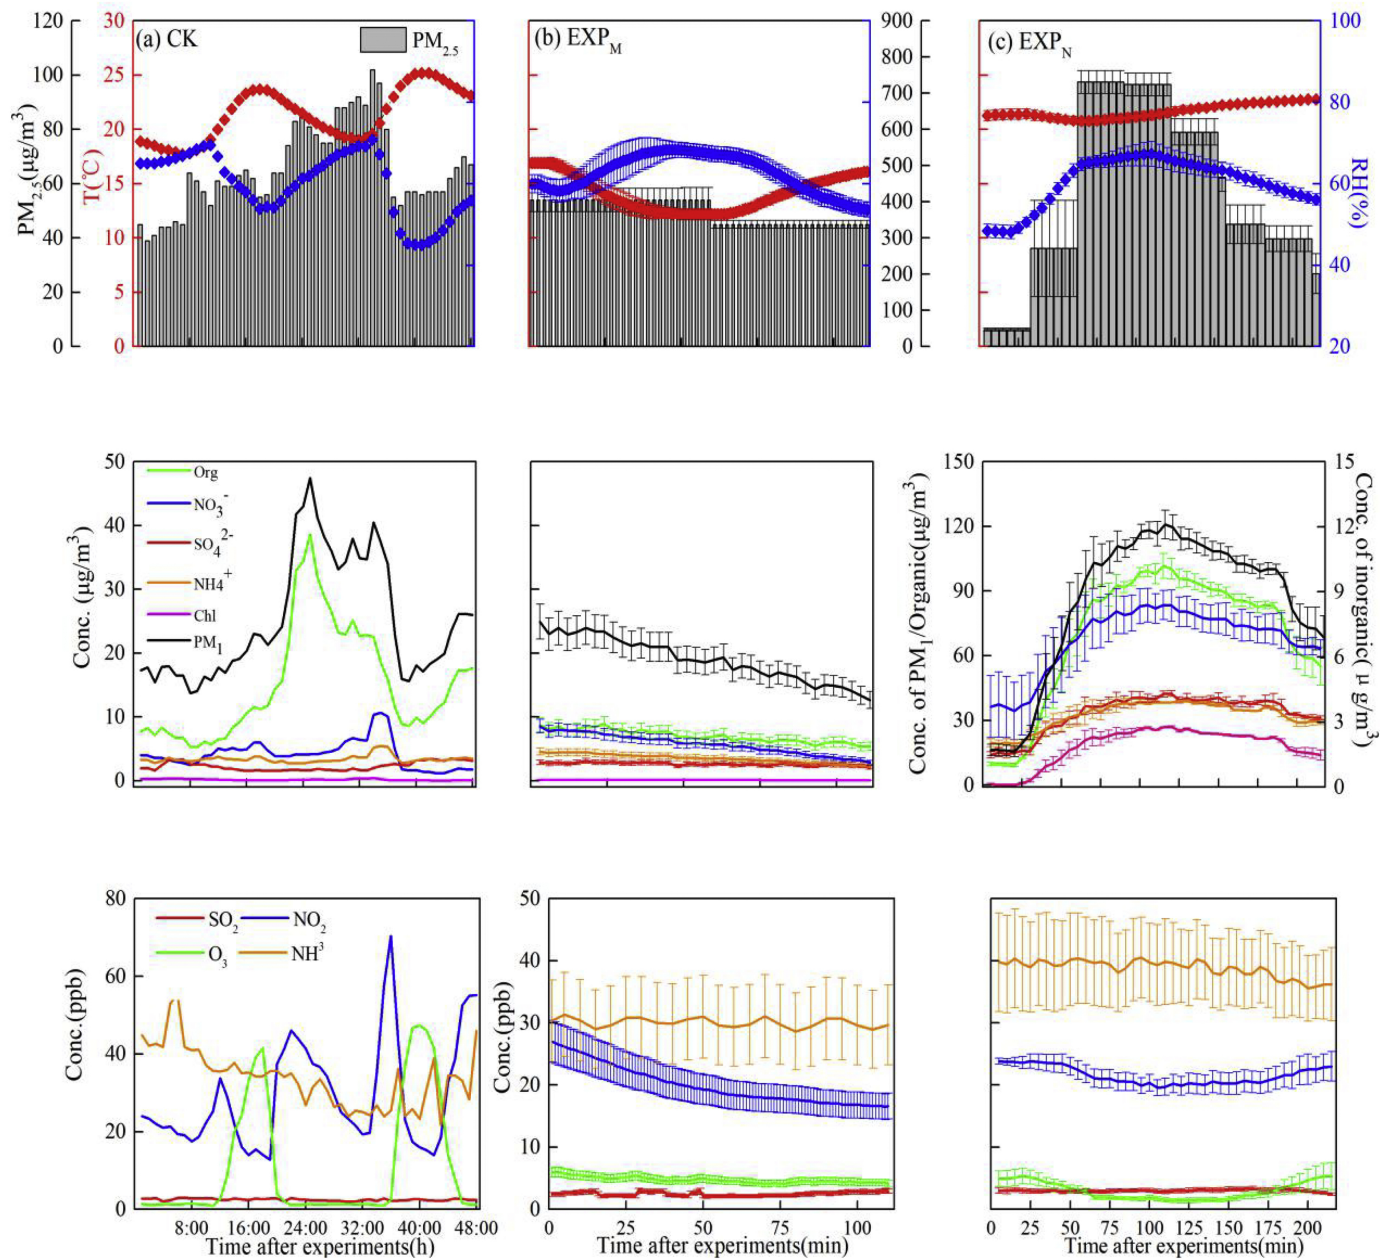 (a) CK
PM2.5
(b) EXPM
(c) EXPN
120
100
80
60
40
20
0
PM2.5(μg/m3)
30
25
20
15
10
5
0
T(℃)
900
800
700
600
500
400
300
200
100
0
100
80
60
40
20
RH(%)
50
40
30
20
10
0
Conc. (μg/m3)
Org
NO3-
SO42-
NH4+
Chl
PM1
150
120
90
60
30
0
Conc. of PM1/Organic(μg/m3)
15
12
9
6
3
0
Conc. of inorganic( μ g/m3)
80
60
40
20
0
Conc.(ppb)
SO2 NO2
O3 NH3
8:00 16:00 24:00 32:00 40:00 48:00
Time after experiments(h)
50
40
30
20
10
0
Conc.(ppb)
0 25 50 75 100
Time after experiments(min)
0 25 50 75 100 125 150 175 200
Time after experiments(min)